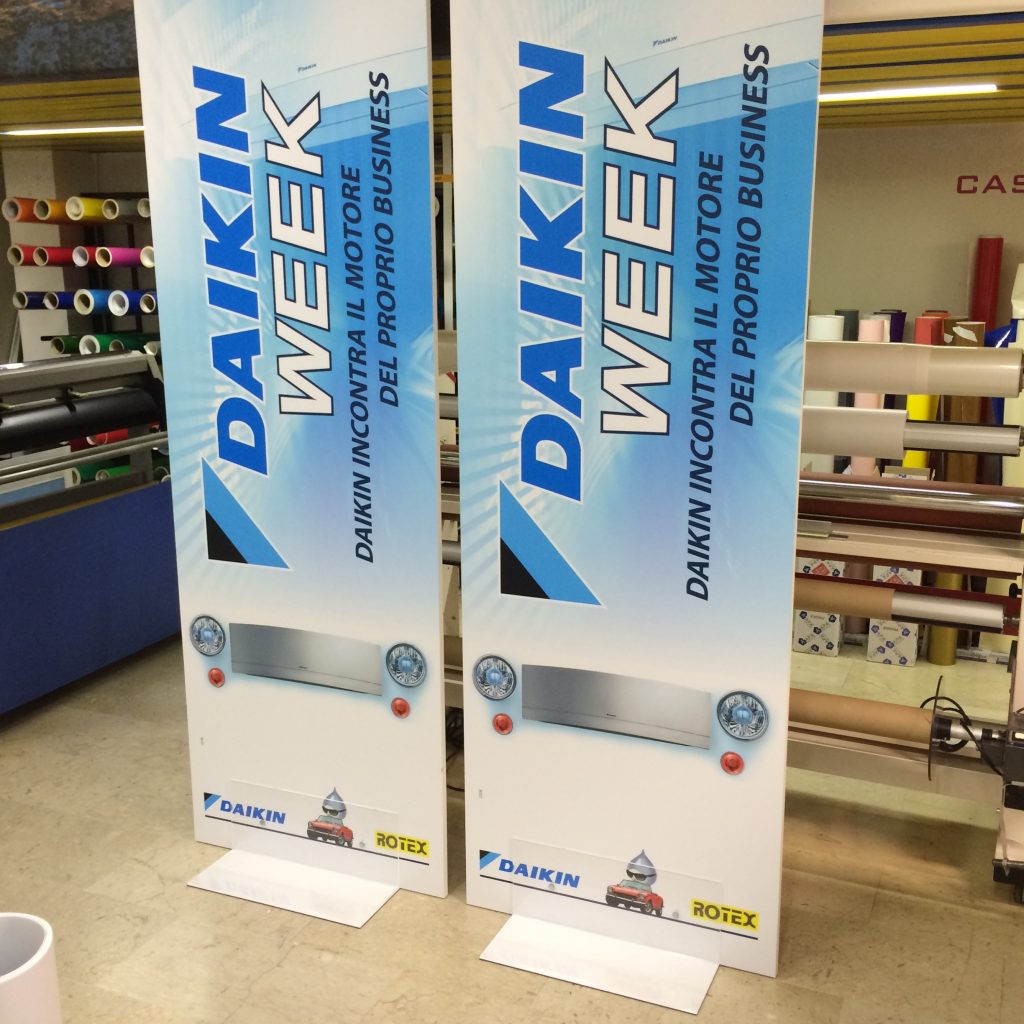 DAIKIN
DAIKIN
WEEK
DAIKIN INCONTRA IL MOTORE
DEL PROPRIO BUSINESS
DAIKIN
ROTEX
DAIKIN
DAIKIN
WEEK
DAIKIN INCONTRA IL MOTORE
DEL PROPRIO BUSINESS
DAIKIN
ROTEX
CAS